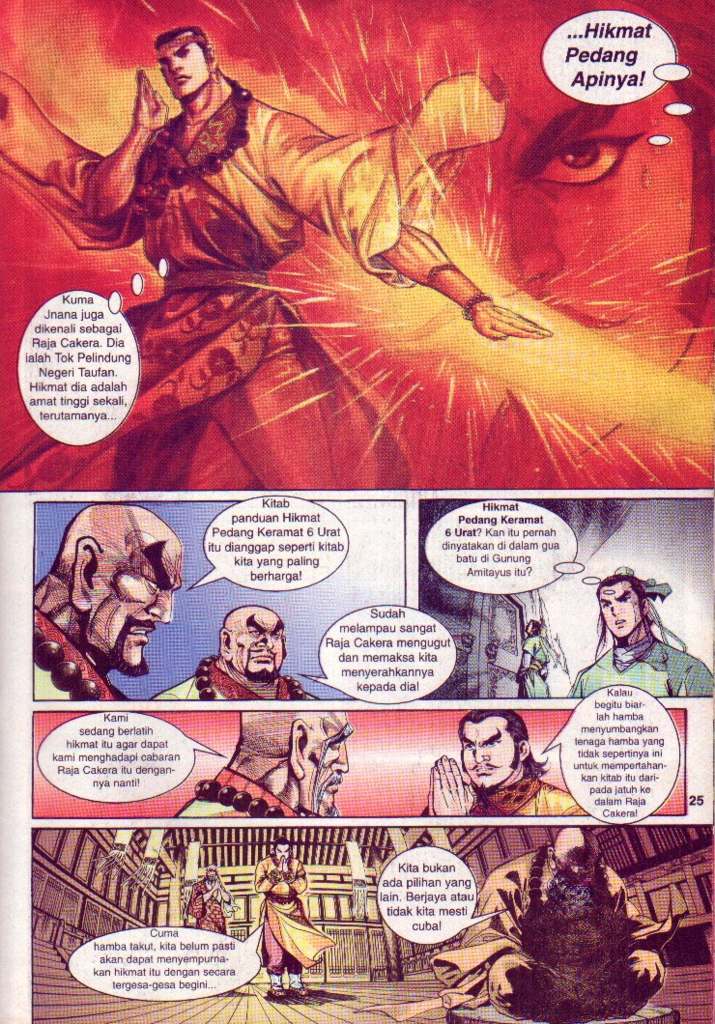 ...Hikmat
Pedang
Apinya!
Kuma
Jnana juga
dikenali sebagai
Raja Cakera. Dia
ialah Tok Pelindung
Negeri Taufan.
Hikmat dia adalah
amat tinggi sekali,
terutamanya...
Kitab
panduan Hikmat
Pedang Keramat 6 Urat
itu dianggap seperti kitab
kita yang paling
berharga!
Sudah
melampau sangat
Raja Cakera mengugut
dan memaksa kita
menyerahkannya
kepada dia!
Hikmat
Pedang Keramat
6 Urat? Kan itu pernah
dinyatakan di dalam gua
batu di Gunung
Amitayus itu?
Kami
sedang berlatih
hikmat itu agar dapat
kami menghadapi cabaran
Raja Cakera itu dengan-
nya nanti!
Kalau
begitu biar-
lah hamba
menyumbangkan
tenaga hamba yang
tidak sepertinya ini
untuk mempertahan-
kan kitab itu dari-
pada jatuh ke
dalam Raja
Cakera!
25
Cuma
hamba takut, kita belum pasti
akan dapat menyempurna-
kan hikmat itu dengan secara
tergesa-gesa begini...
Kita bukan
ada pilihan yang
lain. Berjaya atau
tidak kita mesti
cuba!